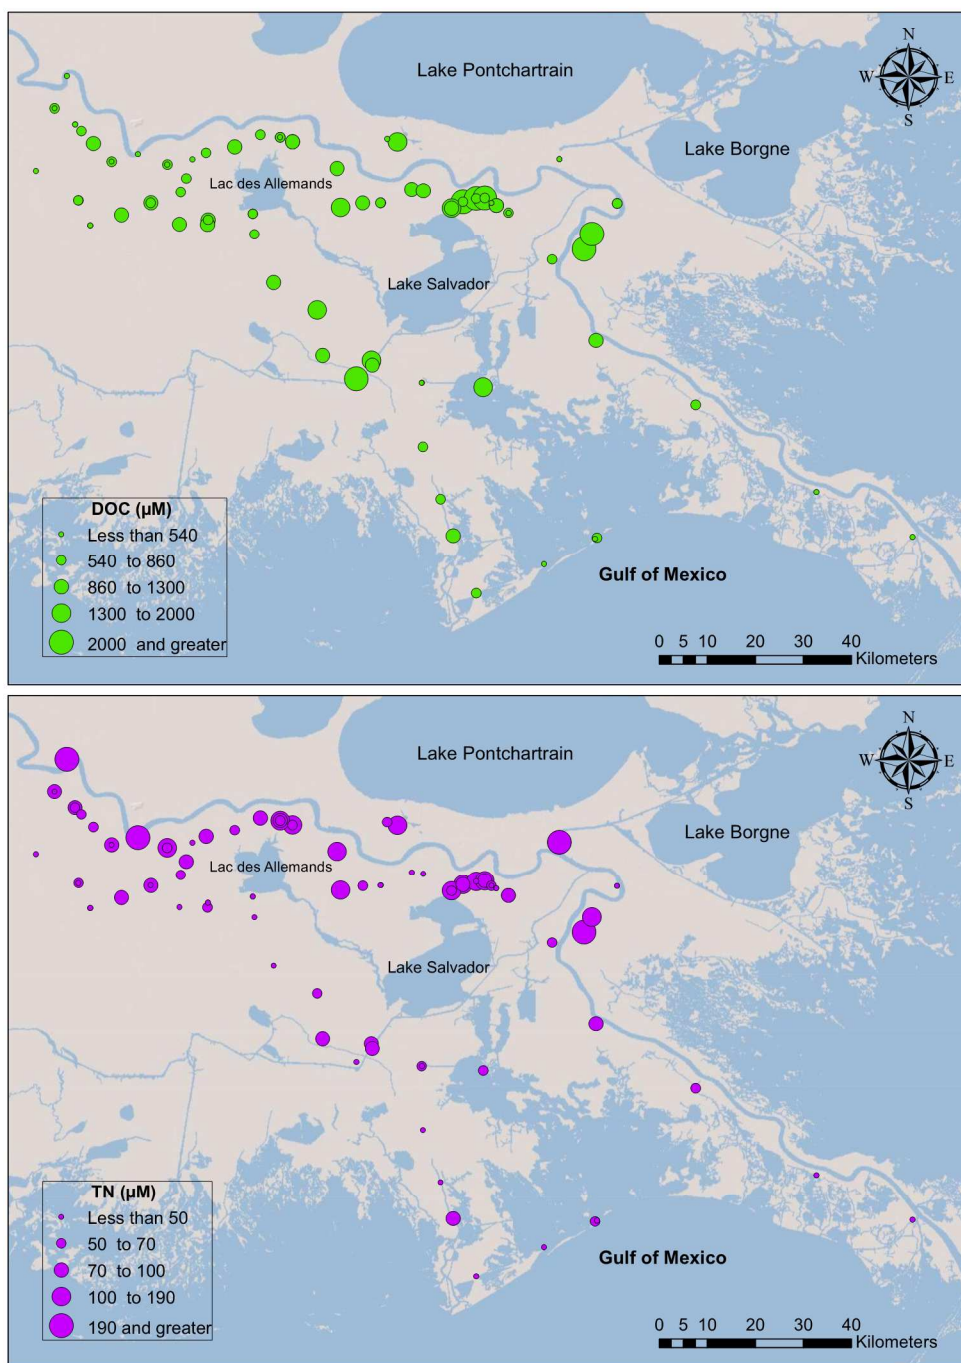 N
W E
S
Lake Pontchartrain
Lake Borgne
Lac des Allemands
Lake Salvador
DOC (µM)
Less than 540
540 to 860
860 to 1300
1300 to 2000
2000 and greater
Gulf of Mexico
0 5 10 20 30 40
Kilometers
N
W E
S
Lake Pontchartrain
Lake Borgne
Lac des Allemands
Lake Salvador
TN (µM)
Less than 50
50 to 70
70 to 100
100 to 190
190 and greater
Gulf of Mexico
0 5 10 20 30 40
Kilometers